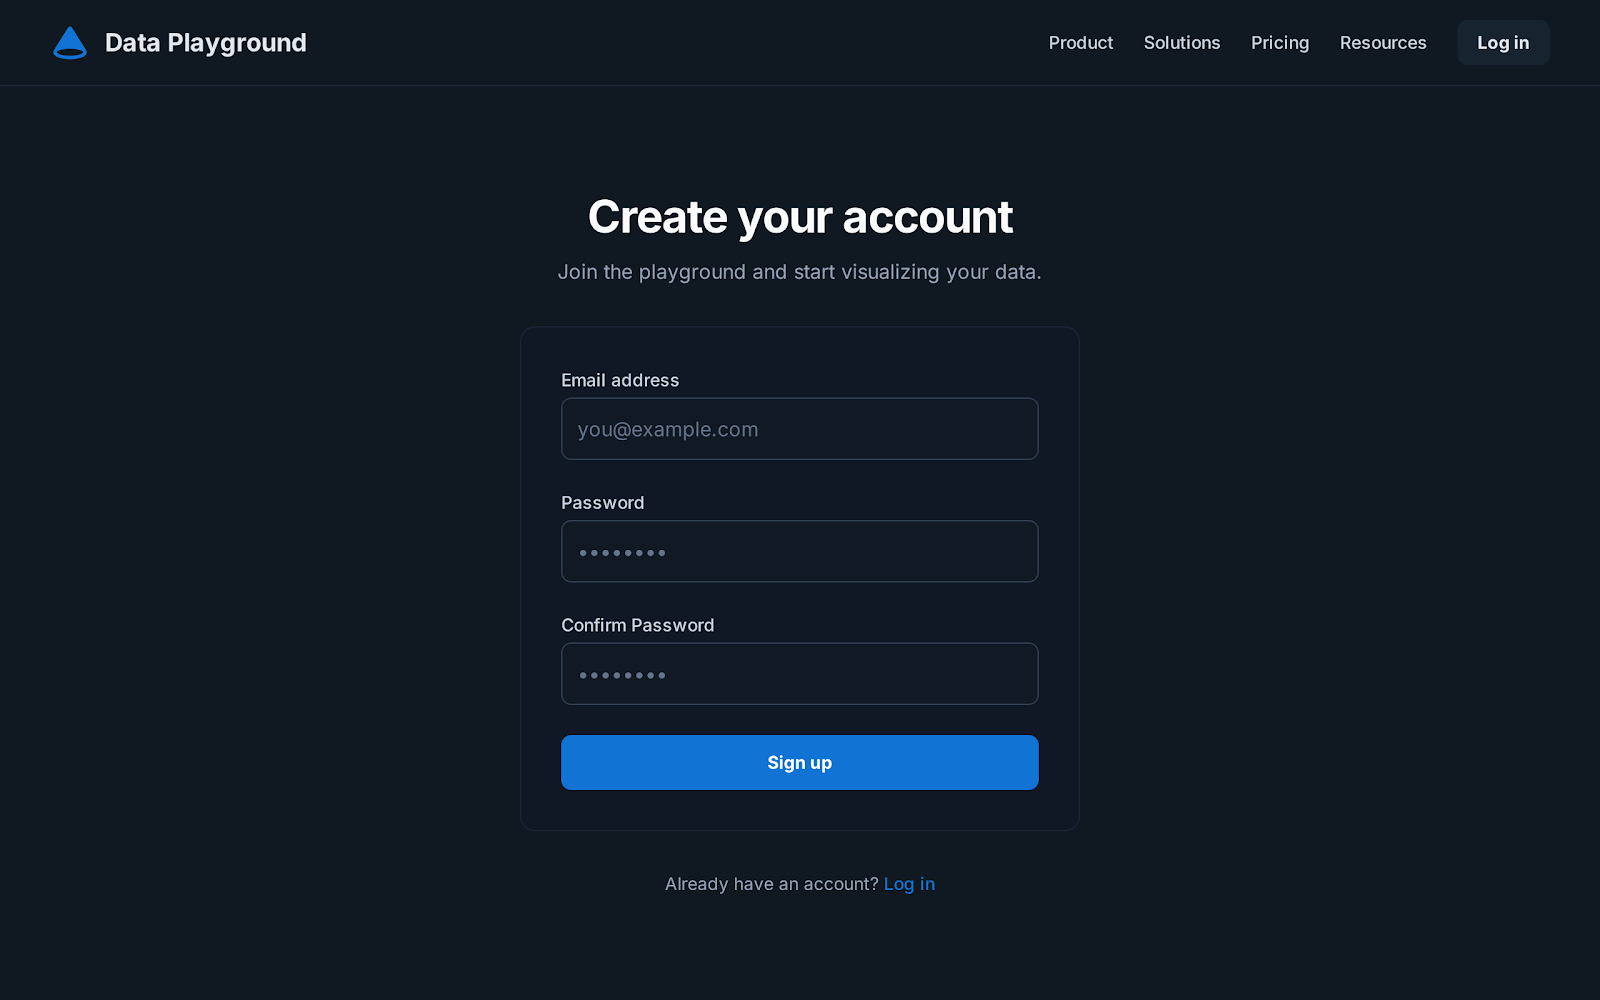 Data Playground
Product Solutions Pricing Resources Log in
Create your account
Join the playground and start visualizing your data.
Email address
you@example.com
Password
••••••••
Confirm Password
••••••••
Sign up
Already have an account? Log in